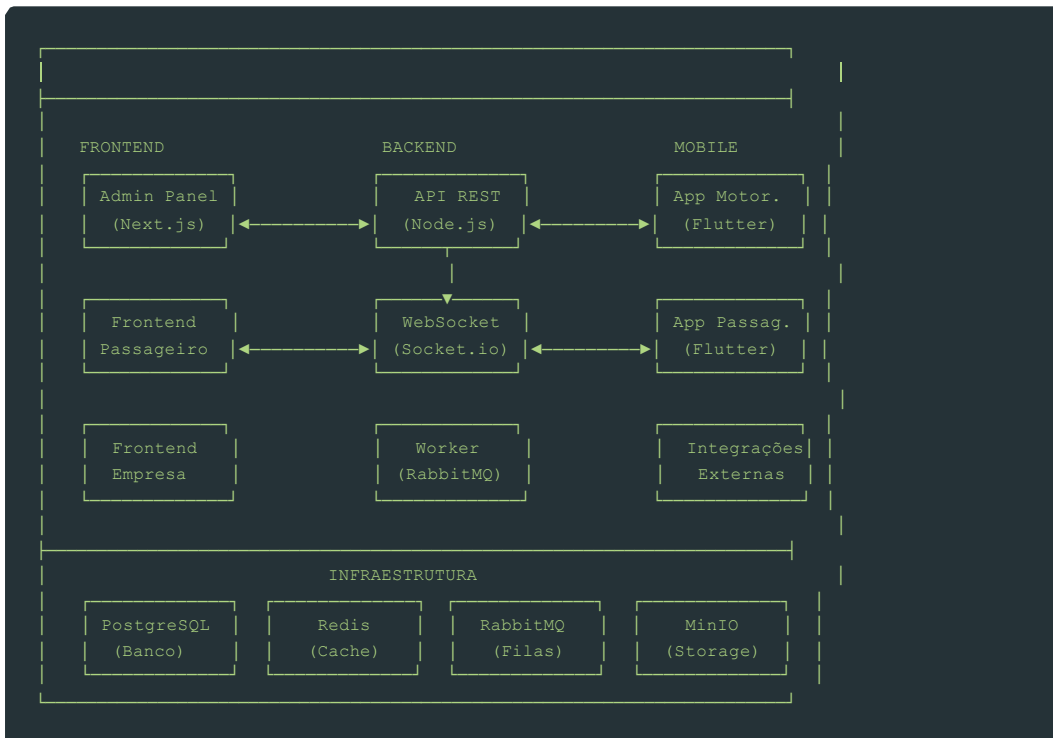 FRONTEND BACKEND MOBILE
Admin Panel API REST App Motor.
(Next.js) (Node.js) (Flutter)
Frontend WebSocket App Passag.
Passageiro (Socket.io) (Flutter)
Frontend Worker Integrações
Empresa (RabbitMQ) Externas
INFRAESTRUTURA
PostgreSQL Redis RabbitMQ MinIO
(Banco) (Cache) (Filas) (Storage)